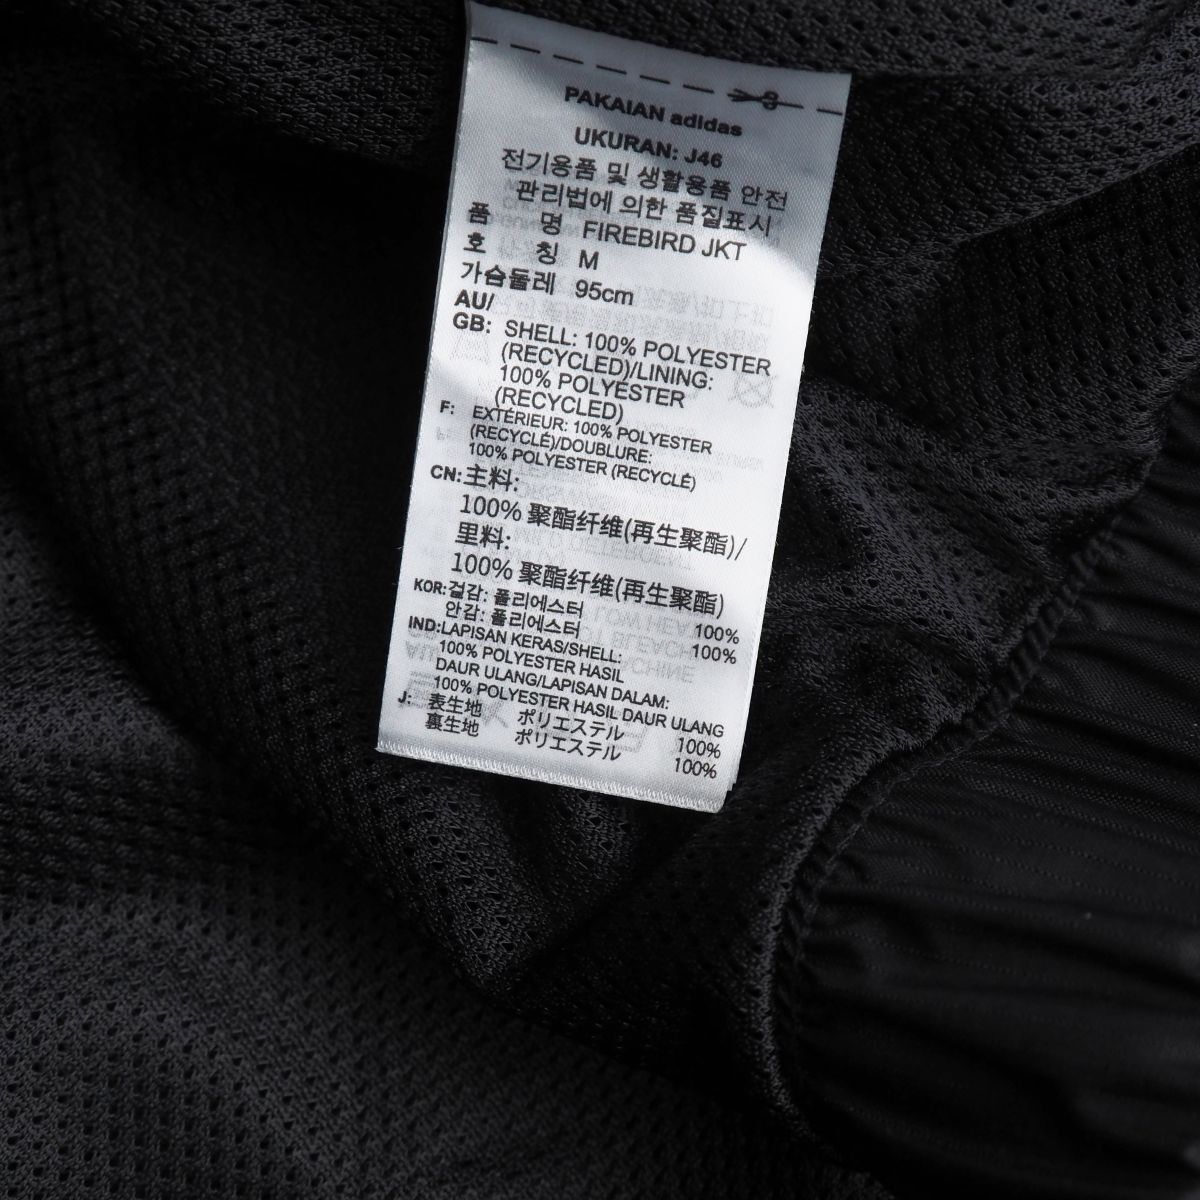 PAKAIAN adidas
UKURAN: J46
전기용품 및 생활용품 안전
관리법에 의한 품질표시
품 명 FIREBIRD JKT
호 칭 M
가슴둘레 95cm
AU/
GB: SHELL: 100% POLYESTER
(RECYCLED)/LINING:
100% POLYESTER
(RECYCLED)
F: EXTÉRIEUR: 100% POLYESTER
(RECYCLÉ)/DOUBLURE:
100% POLYESTER (RECYCLÉ)
CN:主料:
100% 聚酯纤维(再生聚酯)/
里料:
100% 聚酯纤维(再生聚酯)
KOR:겉감: 폴리에스터 100%
안감: 폴리에스터 100%
IND:LAPISAN KERAS/SHELL:
100% POLYESTER HASIL
DAUR ULANG/LAPISAN DALAM:
100% POLYESTER HASIL DAUR ULANG
J: 表生地 ポリエステル 100%
裏生地 ポリエステル 100%